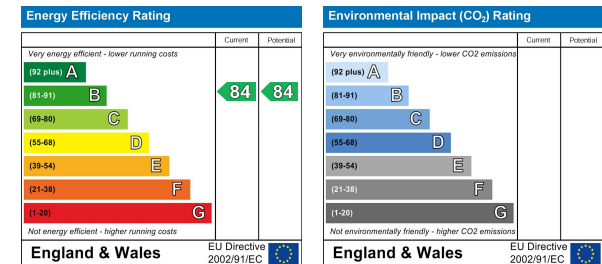 Energy Efficiency Rating
Current Potential
Very energy efficient - lower running costs
(92 plus) A
(81-91) B 84 84
(69-80) C
(55-68) D
(39-54) E
(21-38) F
(1-20) G
Not energy efficient - higher running costs
England & Wales
EU Directive
2002/91/EC
Environmental Impact (CO₂) Rating
Current Potential
Very environmentally friendly - lower CO2 emissions
(92 plus) A
(81-91) B
(69-80) C
(55-68) D
(39-54) E
(21-38) F
(1-20) G
Not environmentally friendly - higher CO2 emissions
England & Wales
EU Directive
2002/91/EC